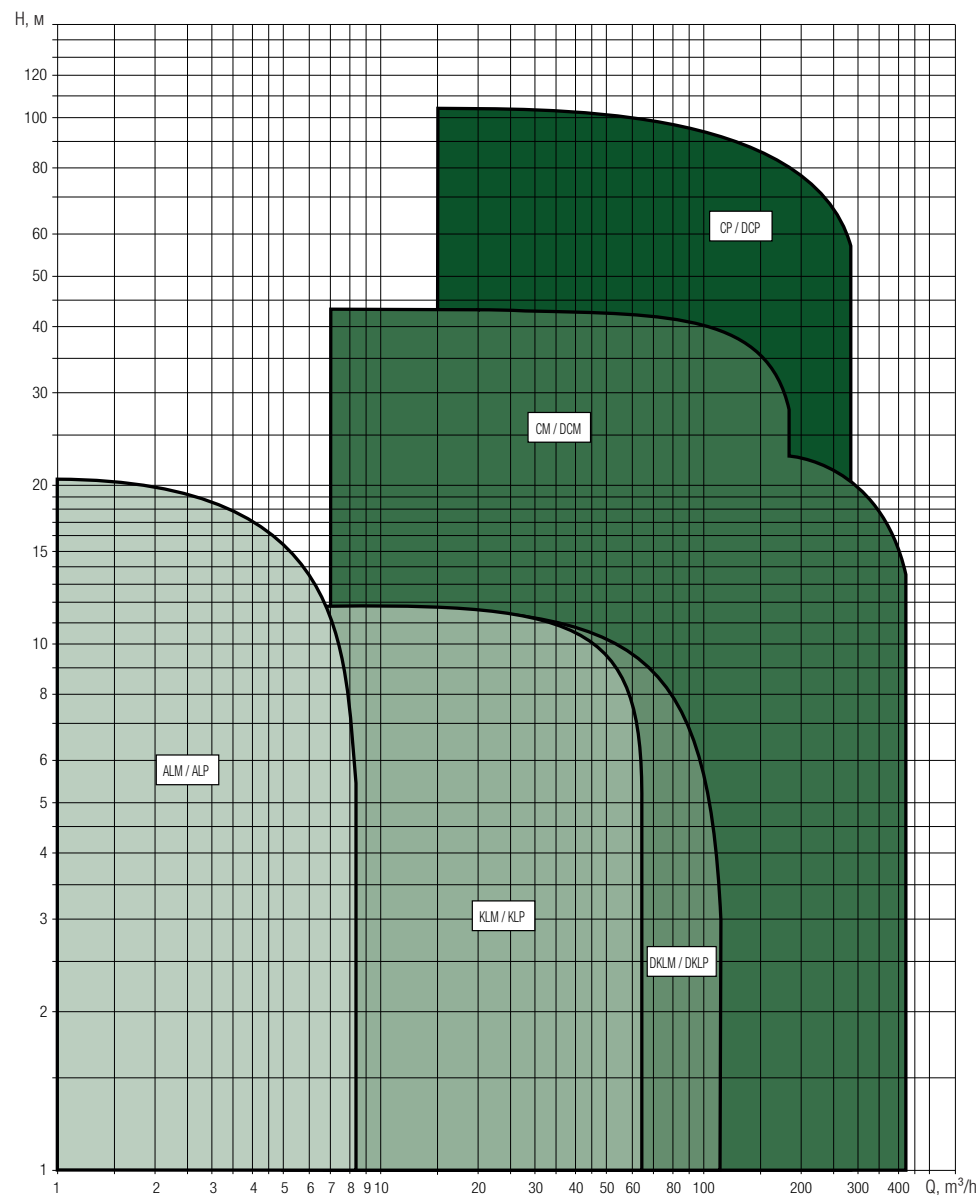 Н, м
120
100
80
60
50
40
30
20
15
10
8
6
5
4
3
2
1
CP / DCP
CM / DCM
ALM / ALP
KLM / KLP
DKLM / DKLP
1 2 3 4 5 6 7 8 9 10 20 30 40 50 60 80 100 200 300 400 Q, m³/h